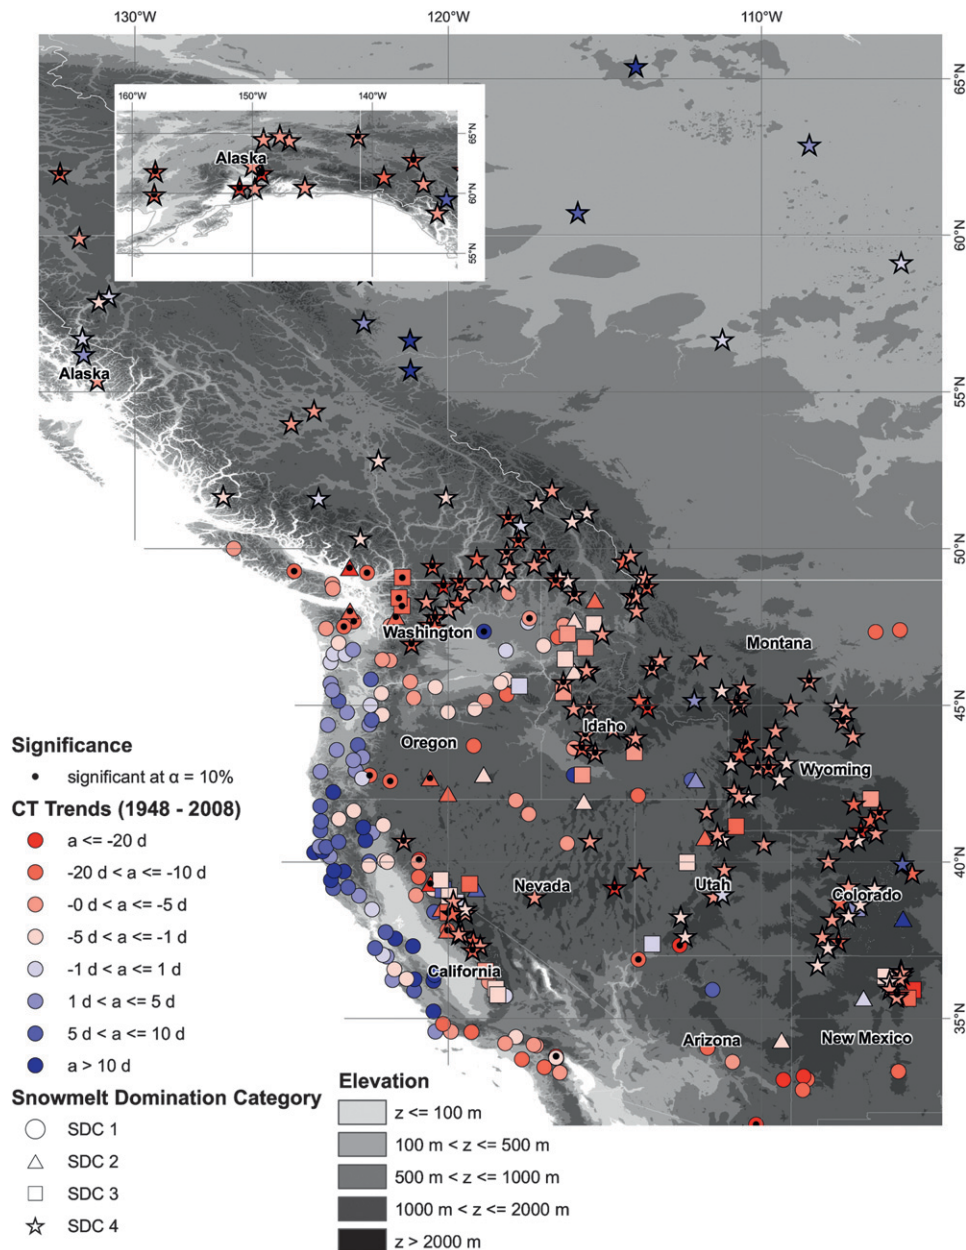 130°W 120°W 110°W
160°W 150°W 140°W
65°N
65°N
Alaska
60°N
60°N
55°N
Alaska
55°N
50°N
Washington
Montana
45°N
Idaho
Oregon
Wyoming
40°N
Nevada
Utah
Colorado
California
35°N
Arizona
New Mexico
Significance
significant at α = 10%
CT Trends (1948 - 2008)
a <= -20 d
-20 d < a <= -10 d
-0 d < a <= -5 d
-5 d < a <= -1 d
-1 d < a <= 1 d
1 d < a <= 5 d
5 d < a <= 10 d
a > 10 d
Snowmelt Domination Category
SDC 1
SDC 2
SDC 3
SDC 4
Elevation
z <= 100 m
100 m < z <= 500 m
500 m < z <= 1000 m
1000 m < z <= 2000 m
z > 2000 m